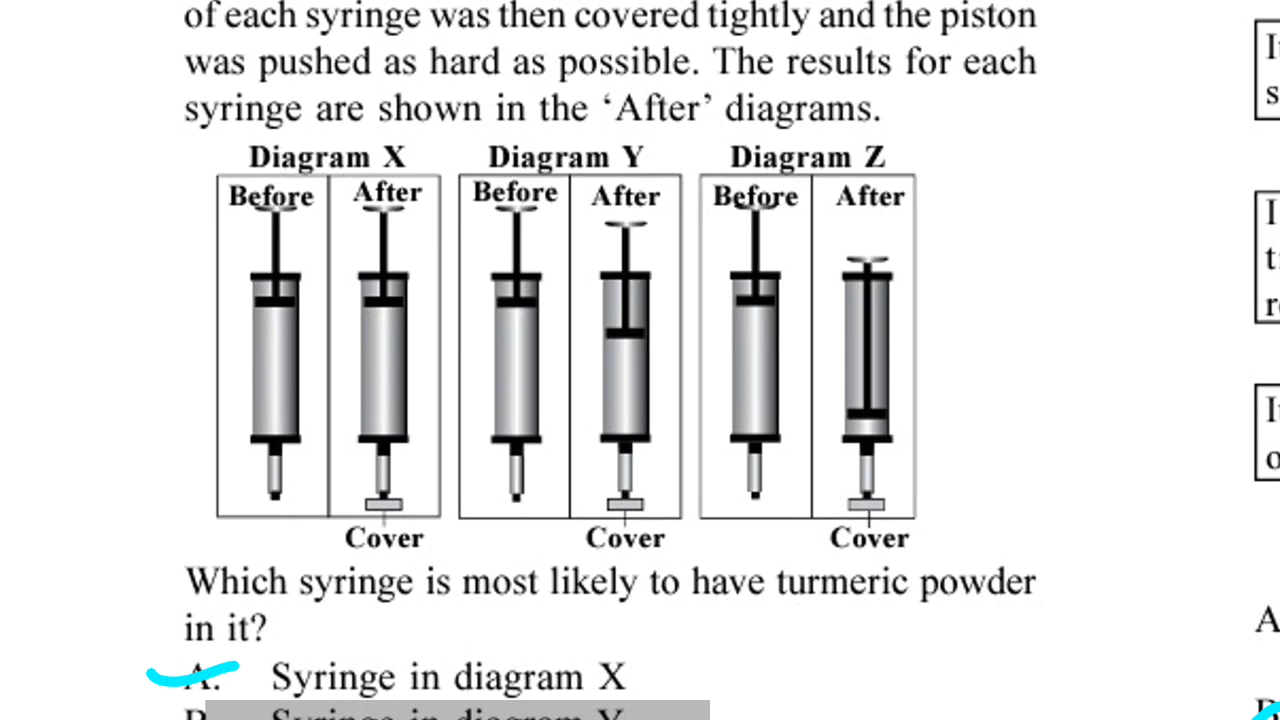 of each syringe was then covered tightly and the piston
was pushed as hard as possible. The results for each
syringe are shown in the ‘After’ diagrams.
Diagram X Diagram Y Diagram Z
Before After Before After Before After
Cover Cover Cover
Which syringe is most likely to have turmeric powder
in it?
A. Syringe in diagram X